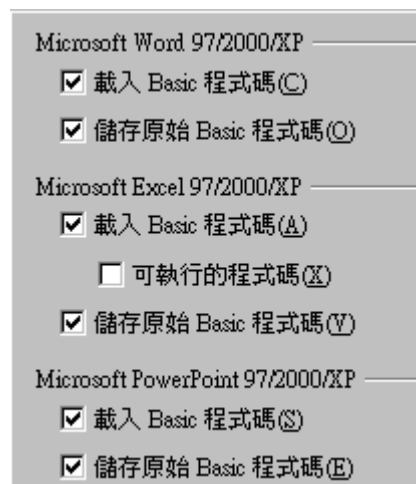 Microsoft Word 97/2000/XP
載入 Basic 程式碼(C)
儲存原始 Basic 程式碼(O)
Microsoft Excel 97/2000/XP
載入 Basic 程式碼(A)
可執行的程式碼(X)
儲存原始 Basic 程式碼(V)
Microsoft PowerPoint 97/2000/XP
載入 Basic 程式碼(S)
儲存原始 Basic 程式碼(E)